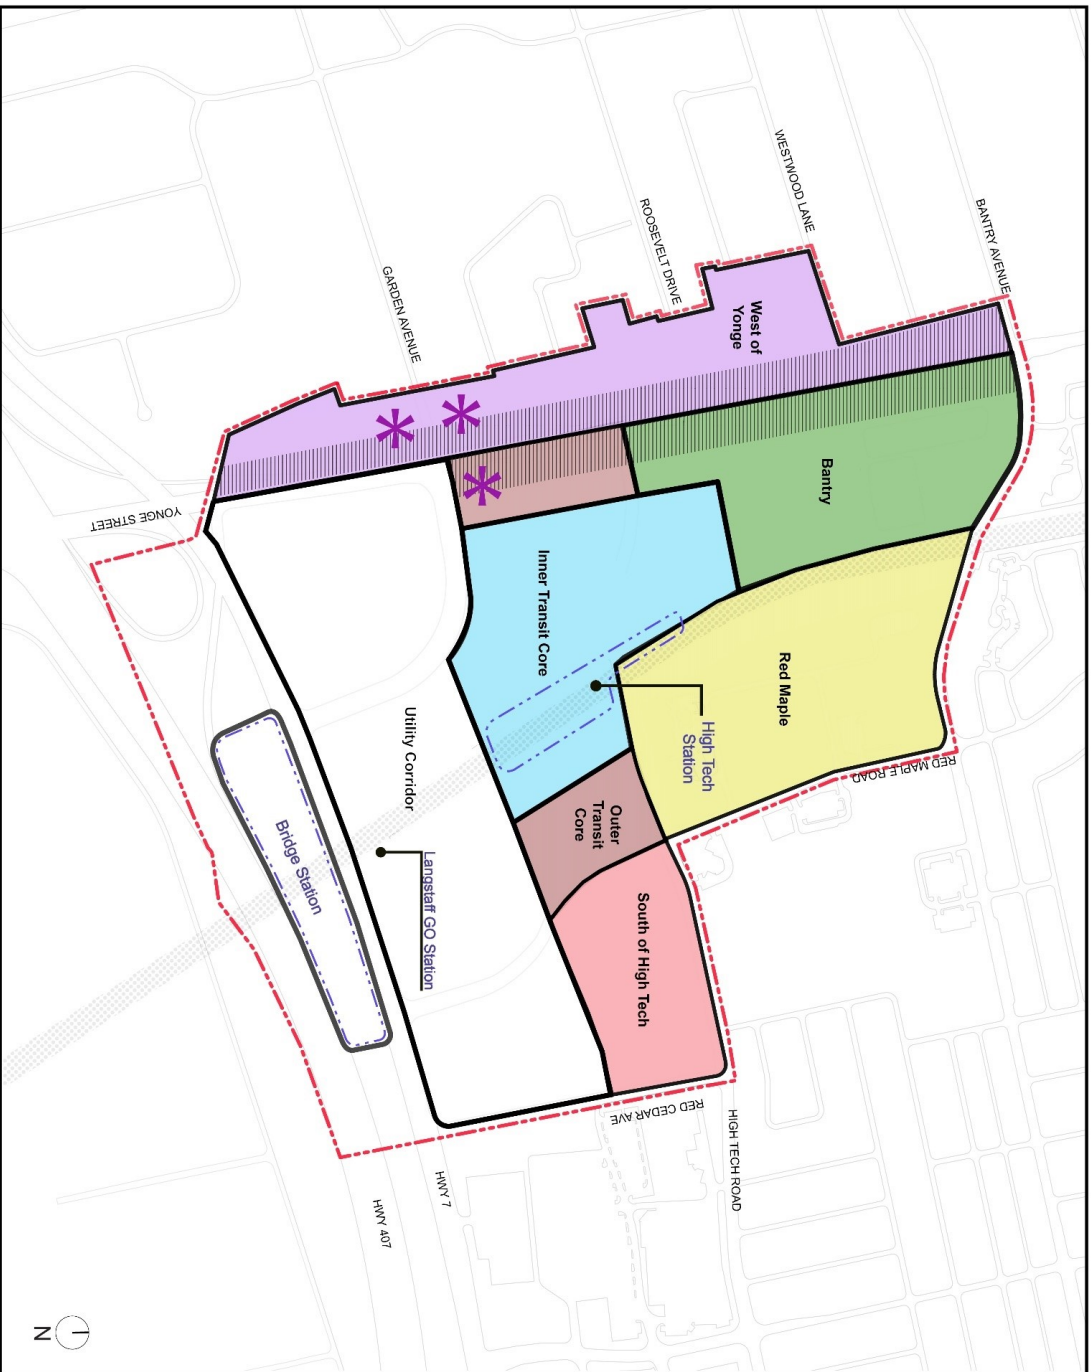 BANTRY AVENUE
WESTWOOD LANE
ROOSEVELT DRIVE
GARDEN AVENUE
YONGE STREET
West of
Yonge
Bantry
Red Maple
RED MAPLE ROAD
Inner Transit Core
High Tech
Station
Outer
Transit
Core
South of High Tech
Utility Corridor
Langstaff GO Station
Bridge Station
RED CEDAR AVE
HIGH TECH ROAD
HWY 7
HWY 407
N